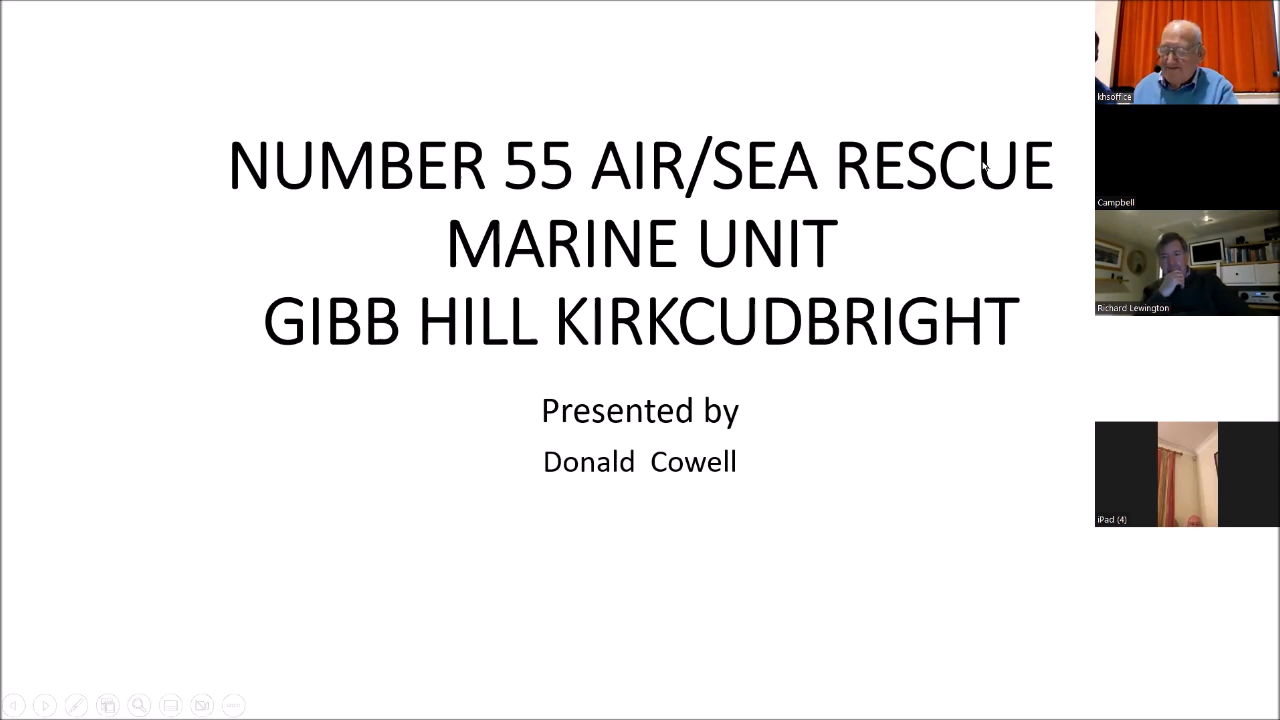 NUMBER 55 AIR/SEA RESCUE
MARINE UNIT
GIBB HILL KIRKCUDBRIGHT
Presented by
Donald Cowell
khsoffice
Campbell
Richard Lewington
iPad (4)